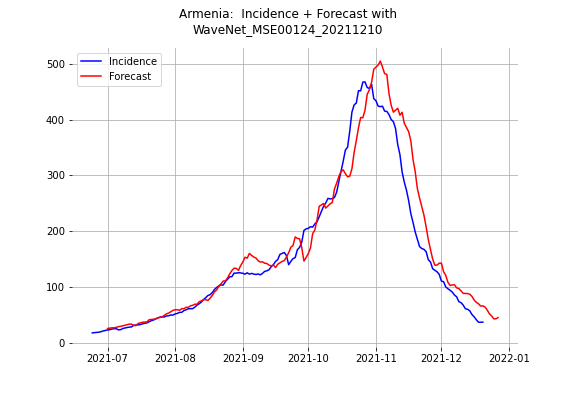 Armenia:  Incidence + Forecast with
WaveNet_MSE00124_20211210
Incidence
Forecast
500
400
300
200
100
0
2021-07 2021-08 2021-09 2021-10 2021-11 2021-12 2022-01